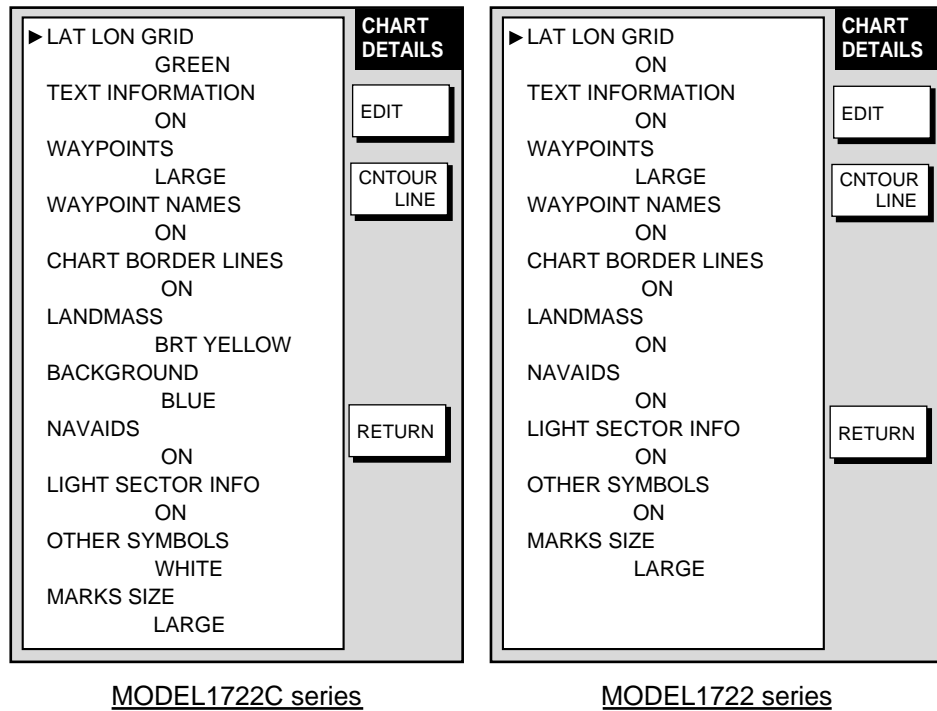 ►LAT LON GRID
GREEN
TEXT INFORMATION
ON
WAYPOINTS
LARGE
WAYPOINT NAMES
ON
CHART BORDER LINES
ON
LANDMASS
BRT YELLOW
BACKGROUND
BLUE
NAVAIDS
ON
LIGHT SECTOR INFO
ON
OTHER SYMBOLS
WHITE
MARKS SIZE
LARGE
CHART
DETAILS
EDIT
CNTOUR
LINE
RETURN
MODEL1722C series
►LAT LON GRID
ON
TEXT INFORMATION
ON
WAYPOINTS
LARGE
WAYPOINT NAMES
ON
CHART BORDER LINES
ON
LANDMASS
ON
NAVAIDS
ON
LIGHT SECTOR INFO
ON
OTHER SYMBOLS
ON
MARKS SIZE
LARGE
CHART
DETAILS
EDIT
CNTOUR
LINE
RETURN
MODEL1722 series